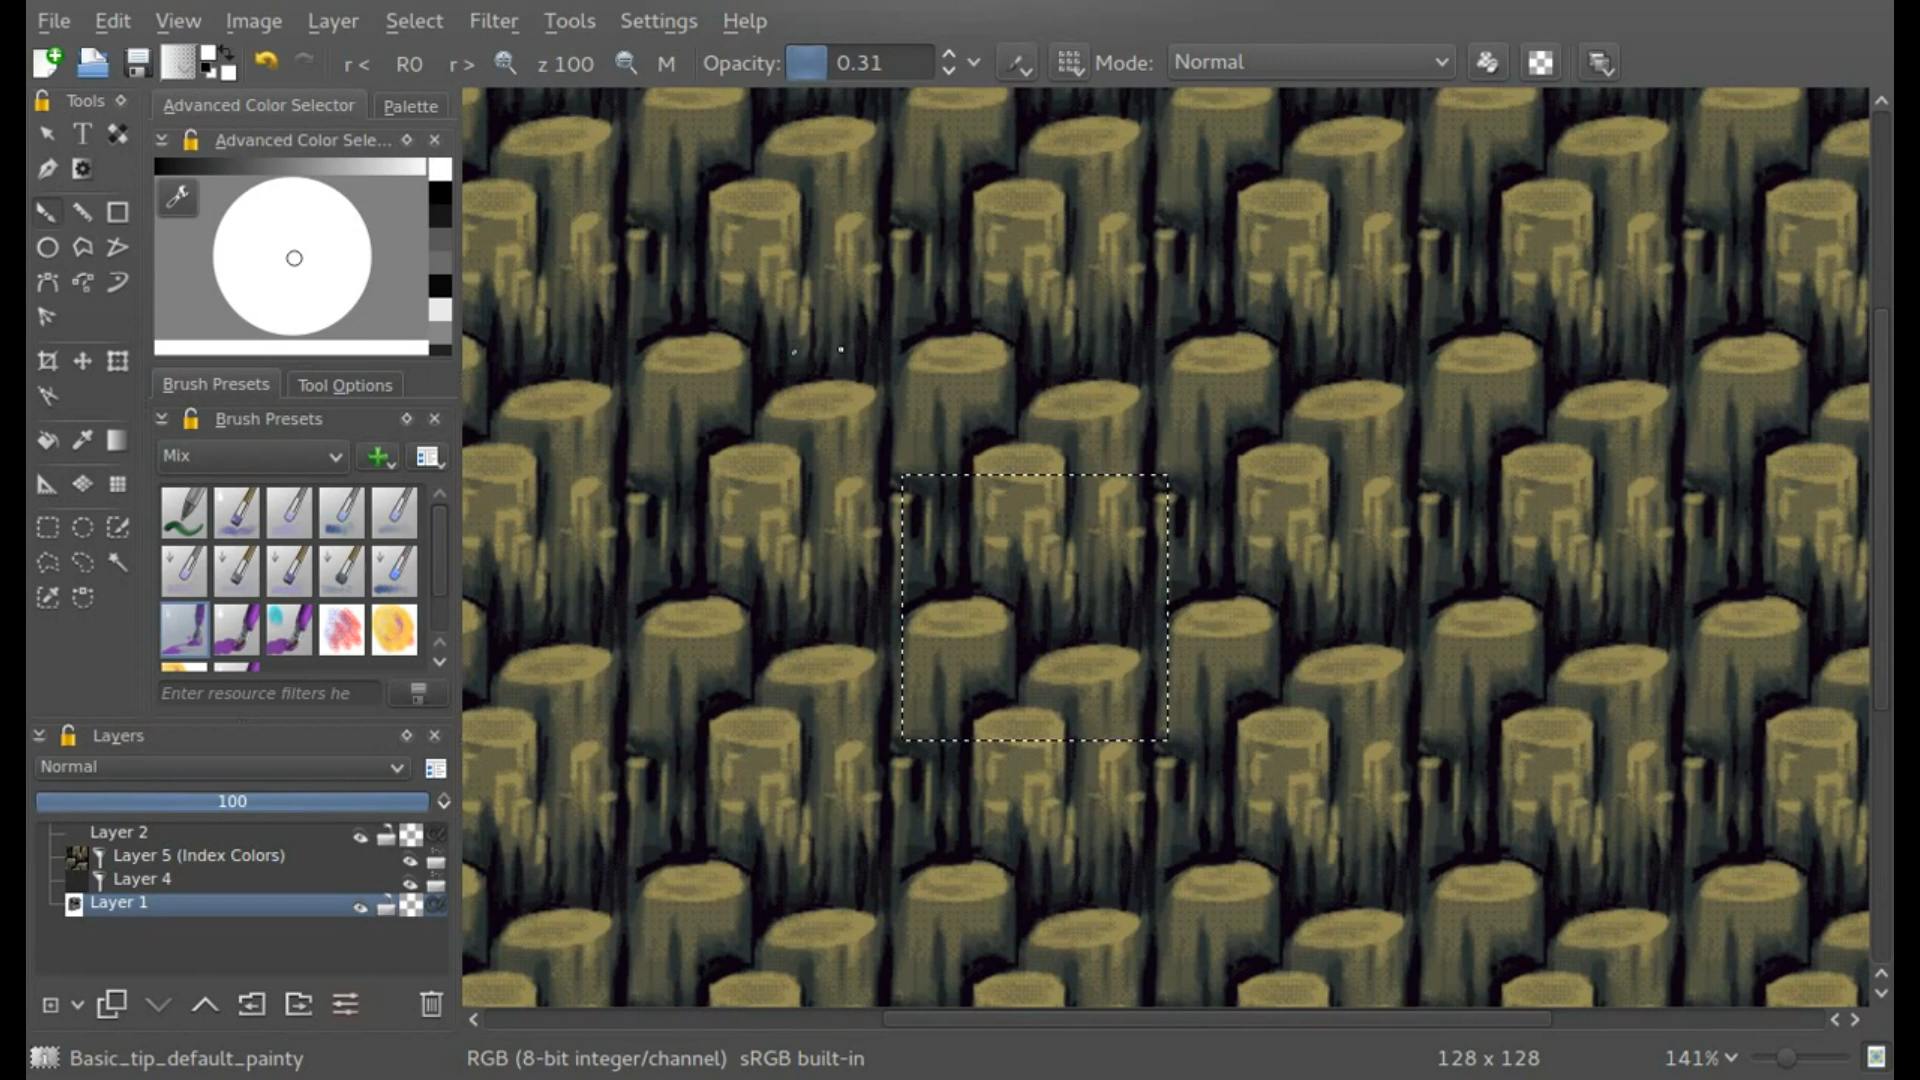 File Edit View Image Layer Select Filter Tools Settings Help
r < R0 r > z 100 M Opacity: 0.31 Mode: Normal
Tools
Advanced Color Selector Palette
Advanced Color Sele...
T
Brush Presets Tool Options
Brush Presets
Mix
Enter resource filters he
Layers
Normal
100
Layer 2
Layer 5 (Index Colors)
Layer 4
Layer 1
Basic_tip_default_painty RGB (8-bit integer/channel) sRGB built-in 128 x 128 141%